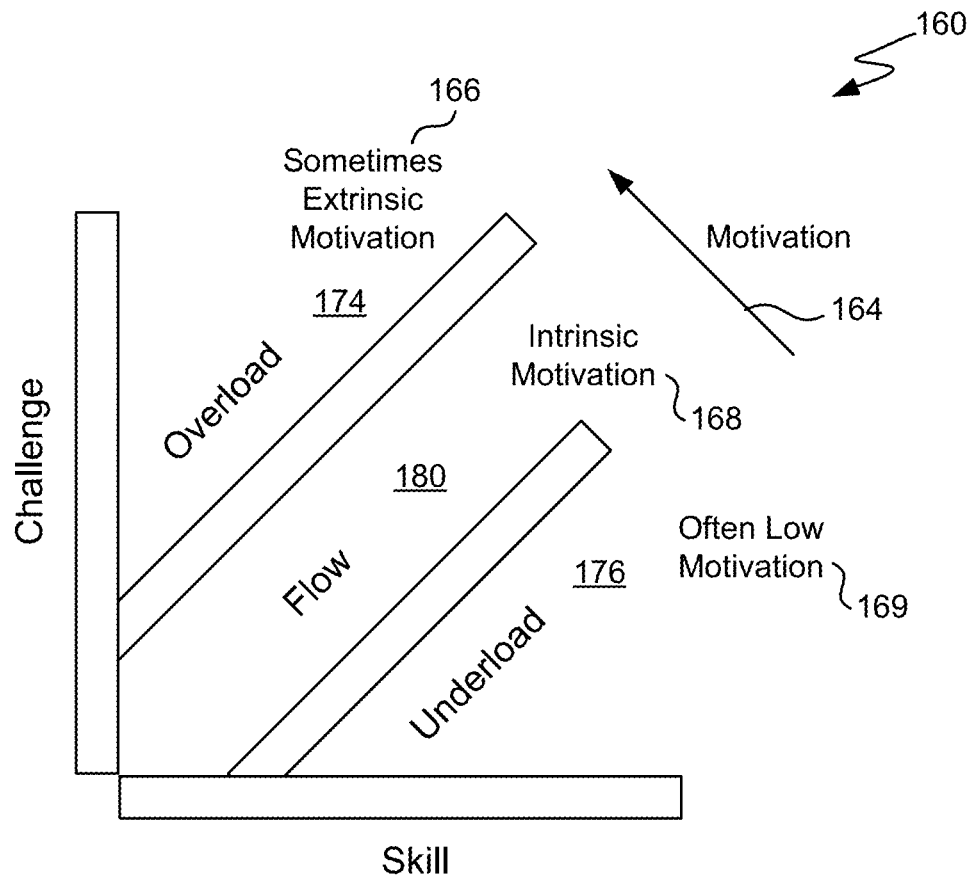 160
166
Sometimes
Extrinsic
Motivation
Motivation
174
164
Intrinsic
Motivation
168
Overload
Challenge
180
Often Low
Motivation
176
169
Flow
Underload
Skill